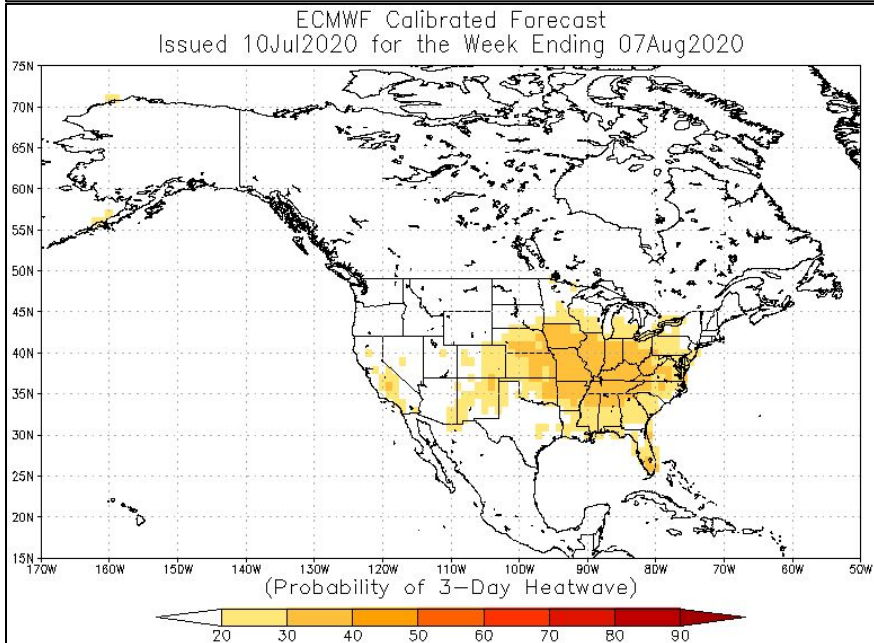 ECMWF Calibrated Forecast
Issued 10Jul2020 for the Week Ending 07Aug2020
75N
70N
65N
60N
55N
50N
45N
40N
35N
30N
25N
20N
15N
170W 160W 150W 140W 130W 120W 110W 100W 90W 80W 70W 60W 50W
(Probability of 3-Day Heatwave)
20 30 40 50 60 70 80 90